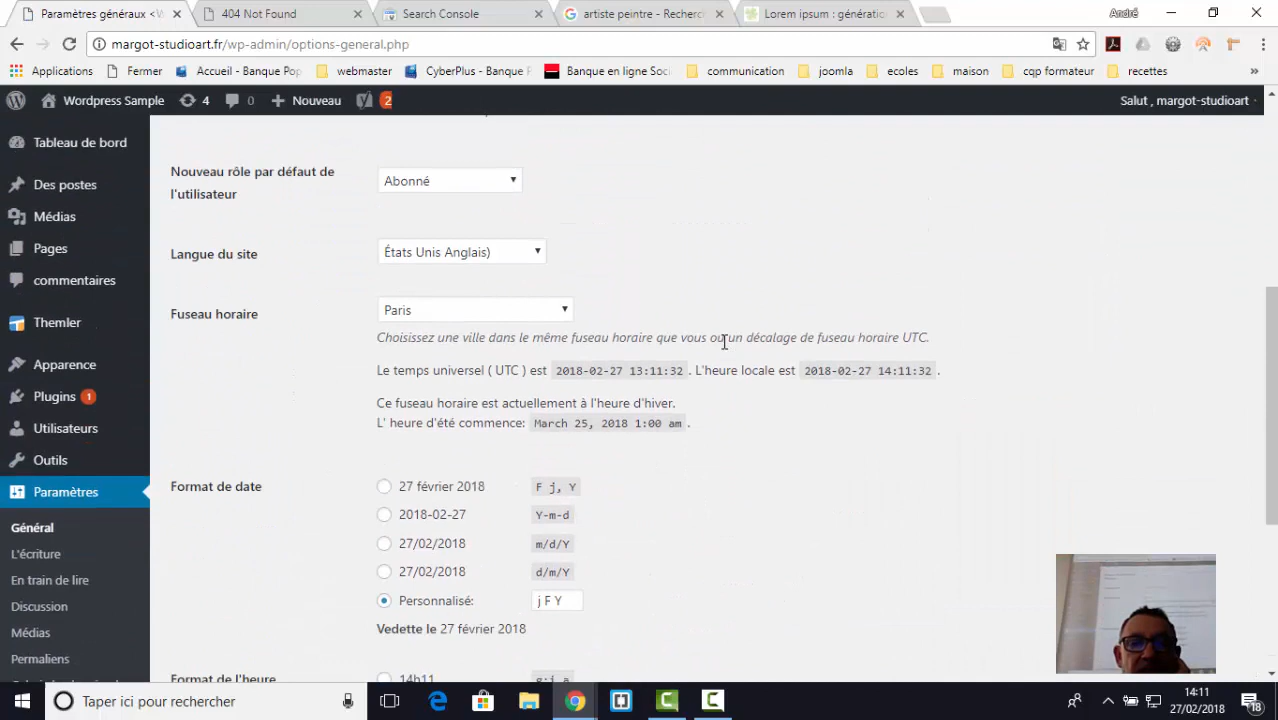 Paramètres généraux <W
404 Not Found
Search Console
artiste peintre - Recherc
Lorem ipsum : génératio
André
margot-studioart.fr/wp-admin/options-general.php
Applications
Fermer
Accueil - Banque Pop
webmaster
CyberPlus - Banque P
Banque en ligne Soci
communication
joomla
ecoles
maison
cqp formateur
recettes
Wordpress Sample
4
0
Nouveau
2
Salut , margot-studioart
Tableau de bord
Des postes
Médias
Pages
commentaires
Themler
Apparence
Plugins 1
Utilisateurs
Outils
Paramètres
Général
L'écriture
En train de lire
Discussion
Médias
Permaliens
Nouveau rôle par défaut de
l'utilisateur
Abonné
Langue du site
États Unis Anglais)
Fuseau horaire
Paris
Choisissez une ville dans le même fuseau horaire que vous ou un décalage de fuseau horaire UTC.
Le temps universel ( UTC ) est 2018-02-27 13:11:32 . L'heure locale est 2018-02-27 14:11:32 .
Ce fuseau horaire est actuellement à l'heure d'hiver.
L' heure d'été commence: March 25, 2018 1:00 am .
Format de date
27 février 2018 F j, Y
2018-02-27 Y-m-d
27/02/2018 m/d/Y
27/02/2018 d/m/Y
Personnalisé: j F Y
Vedette le 27 février 2018
Format de l'heure
14h11 g:i a
Taper ici pour rechercher
14:11
27/02/2018
18